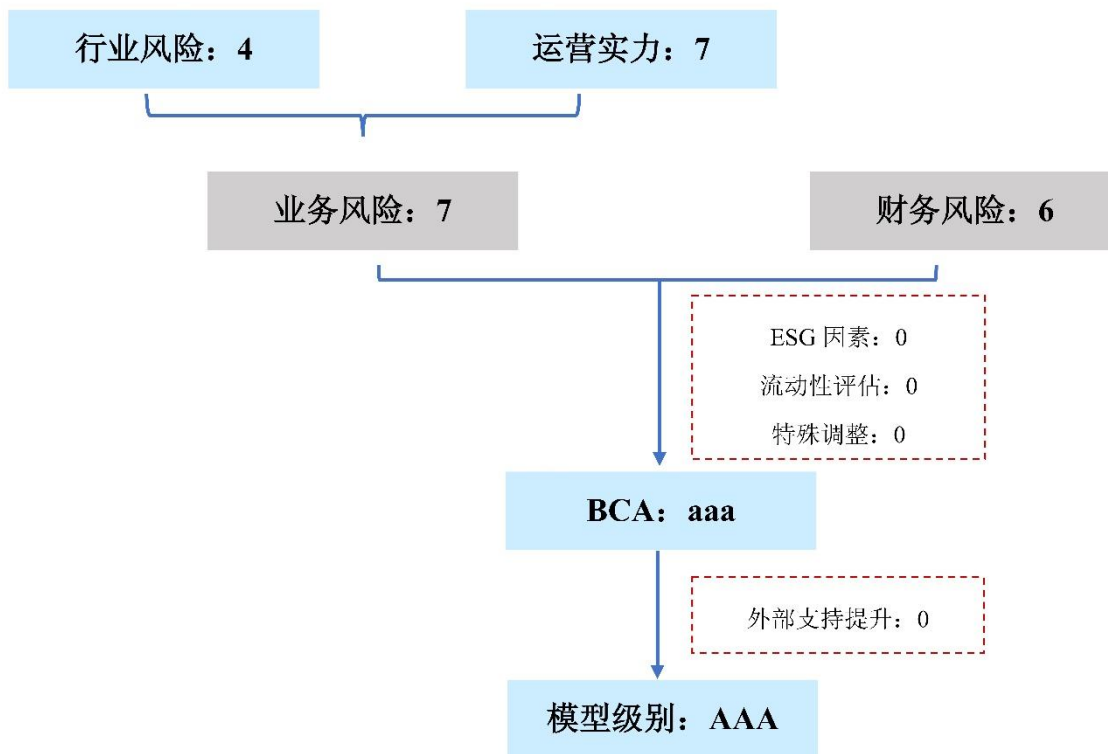 行业风险：4
运营实力：7
业务风险：7
财务风险：6
ESG 因素：0
流动性评估：0
特殊调整：0
BCA：aaa
外部支持提升：0
模型级别：AAA